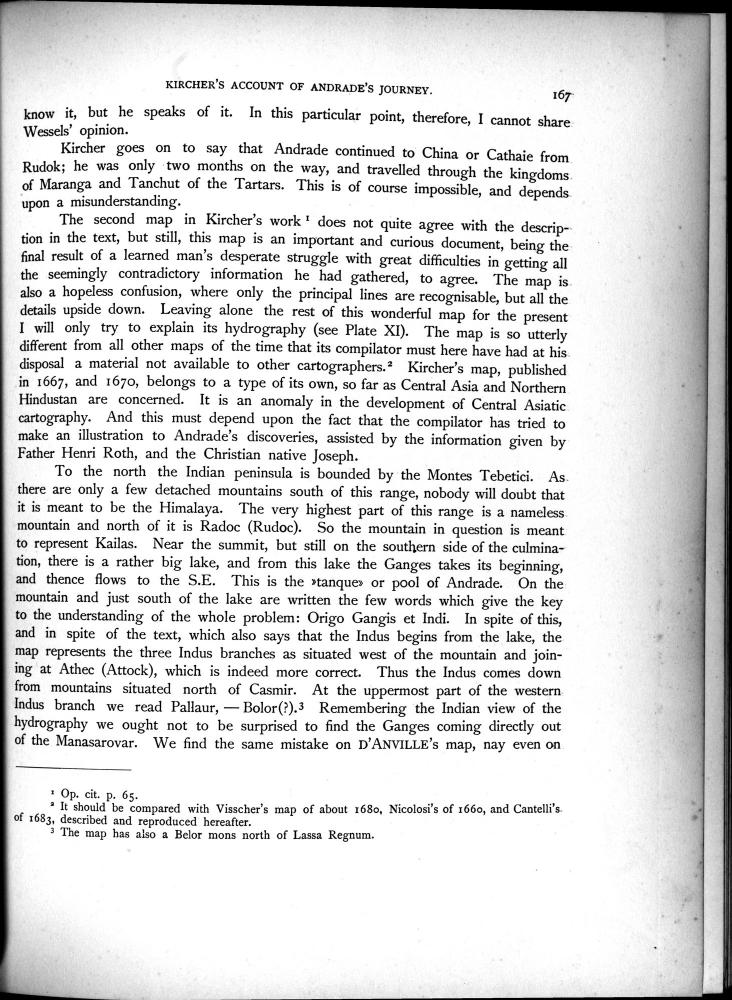 KIRCHER'S ACCOUNT OF ANDRADE'S JOURNEY.
167
know it, but he speaks of it. In this particular point, therefore, I cannot share
Wessels' opinion.
Kircher goes on to say that Andrade continued to China or Cathaie from
Rudok; he was only two months on the way, and travelled through the kingdoms
of Maranga and Tanchut of the Tartars. This is of course impossible, and depends
upon a misunderstanding.
The second map in Kircher's work ¹ does not quite agree with the descrip-
tion in the text, but still, this map is an important and curious document, being the
final result of a learned man's desperate struggle with great difficulties in getting all
the seemingly contradictory information he had gathered, to agree. The map is
also a hopeless confusion, where only the principal lines are recognisable, but all the
details upside down. Leaving alone the rest of this wonderful map for the present
I will only try to explain its hydrography (see Plate XI). The map is so utterly
different from all other maps of the time that its compilator must here have had at his
disposal a material not available to other cartographers.² Kircher's map, published
in 1667, and 1670, belongs to a type of its own, so far as Central Asia and Northern
Hindustan are concerned. It is an anomaly in the development of Central Asiatic
cartography. And this must depend upon the fact that the compilator has tried to
make an illustration to Andrade's discoveries, assisted by the information given by
Father Henri Roth, and the Christian native Joseph.
To the north the Indian peninsula is bounded by the Montes Tebetici. As
there are only a few detached mountains south of this range, nobody will doubt that
it is meant to be the Himalaya. The very highest part of this range is a nameless
mountain and north of it is Radoc (Rudoc). So the mountain in question is meant
to represent Kailas. Near the summit, but still on the southern side of the culmina-
tion, there is a rather big lake, and from this lake the Ganges takes its beginning,
and thence flows to the S.E. This is the »tanque» or pool of Andrade. On the
mountain and just south of the lake are written the few words which give the key
to the understanding of the whole problem: Origo Gangis et Indi. In spite of this,
and in spite of the text, which also says that the Indus begins from the lake, the
map represents the three Indus branches as situated west of the mountain and join-
ing at Athec (Attock), which is indeed more correct. Thus the Indus comes down
from mountains situated north of Casmir. At the uppermost part of the western
Indus branch we read Pallaur, — Bolor(?).³ Remembering the Indian view of the
hydrography we ought not to be surprised to find the Ganges coming directly out
of the Manasarovar. We find the same mistake on D'ANVILLE's map, nay even on
¹ Op. cit. p. 65.
² It should be compared with Visscher's map of about 1680, Nicolosi's of 1660, and Cantelli's
of 1683, described and reproduced hereafter.
³ The map has also a Belor mons north of Lassa Regnum.